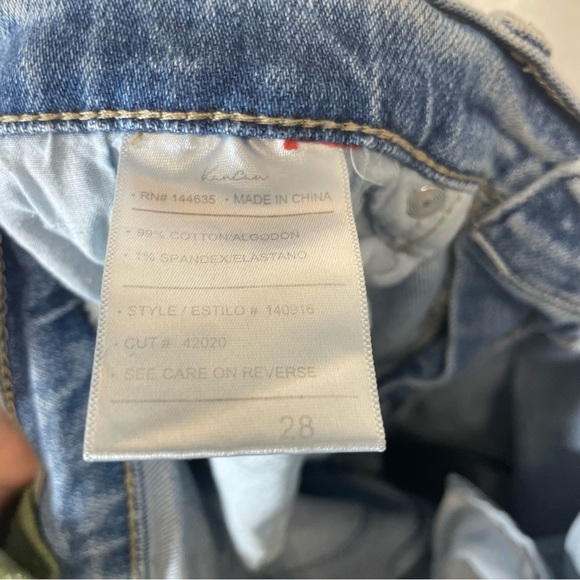 KanCan
• RN# 144635 • MADE IN CHINA
• 99% COTTON/ALGODON
• 1% SPANDEX/ELASTANO
• STYLE / ESTILO # 140916
• CUT # 42020
• SEE CARE ON REVERSE
28